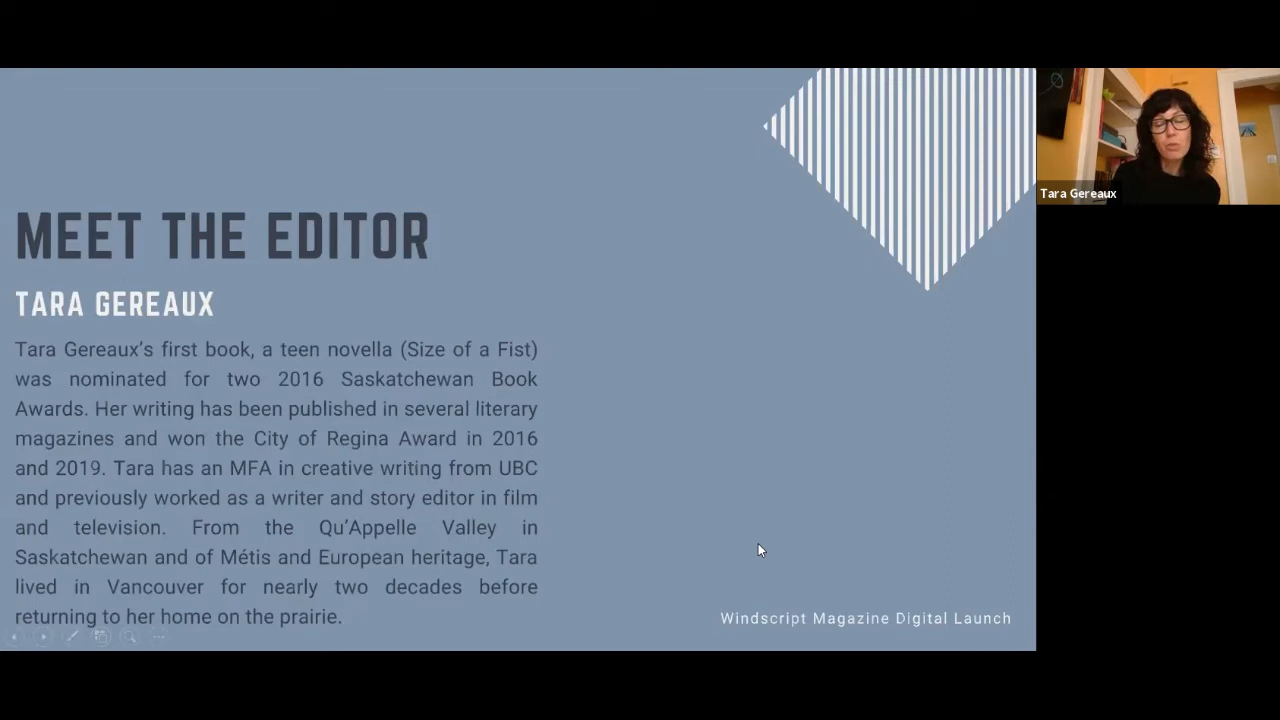 MEET THE EDITOR
TARA GEREAUX
Tara Gereaux's first book, a teen novella (Size of a Fist)
was nominated for two 2016 Saskatchewan Book
Awards. Her writing has been published in several literary
magazines and won the City of Regina Award in 2016
and 2019. Tara has an MFA in creative writing from UBC
and previously worked as a writer and story editor in film
and television. From the Qu'Appelle Valley in
Saskatchewan and of Métis and European heritage, Tara
lived in Vancouver for nearly two decades before
returning to her home on the prairie.
Windscript Magazine Digital Launch
Tara Gereaux